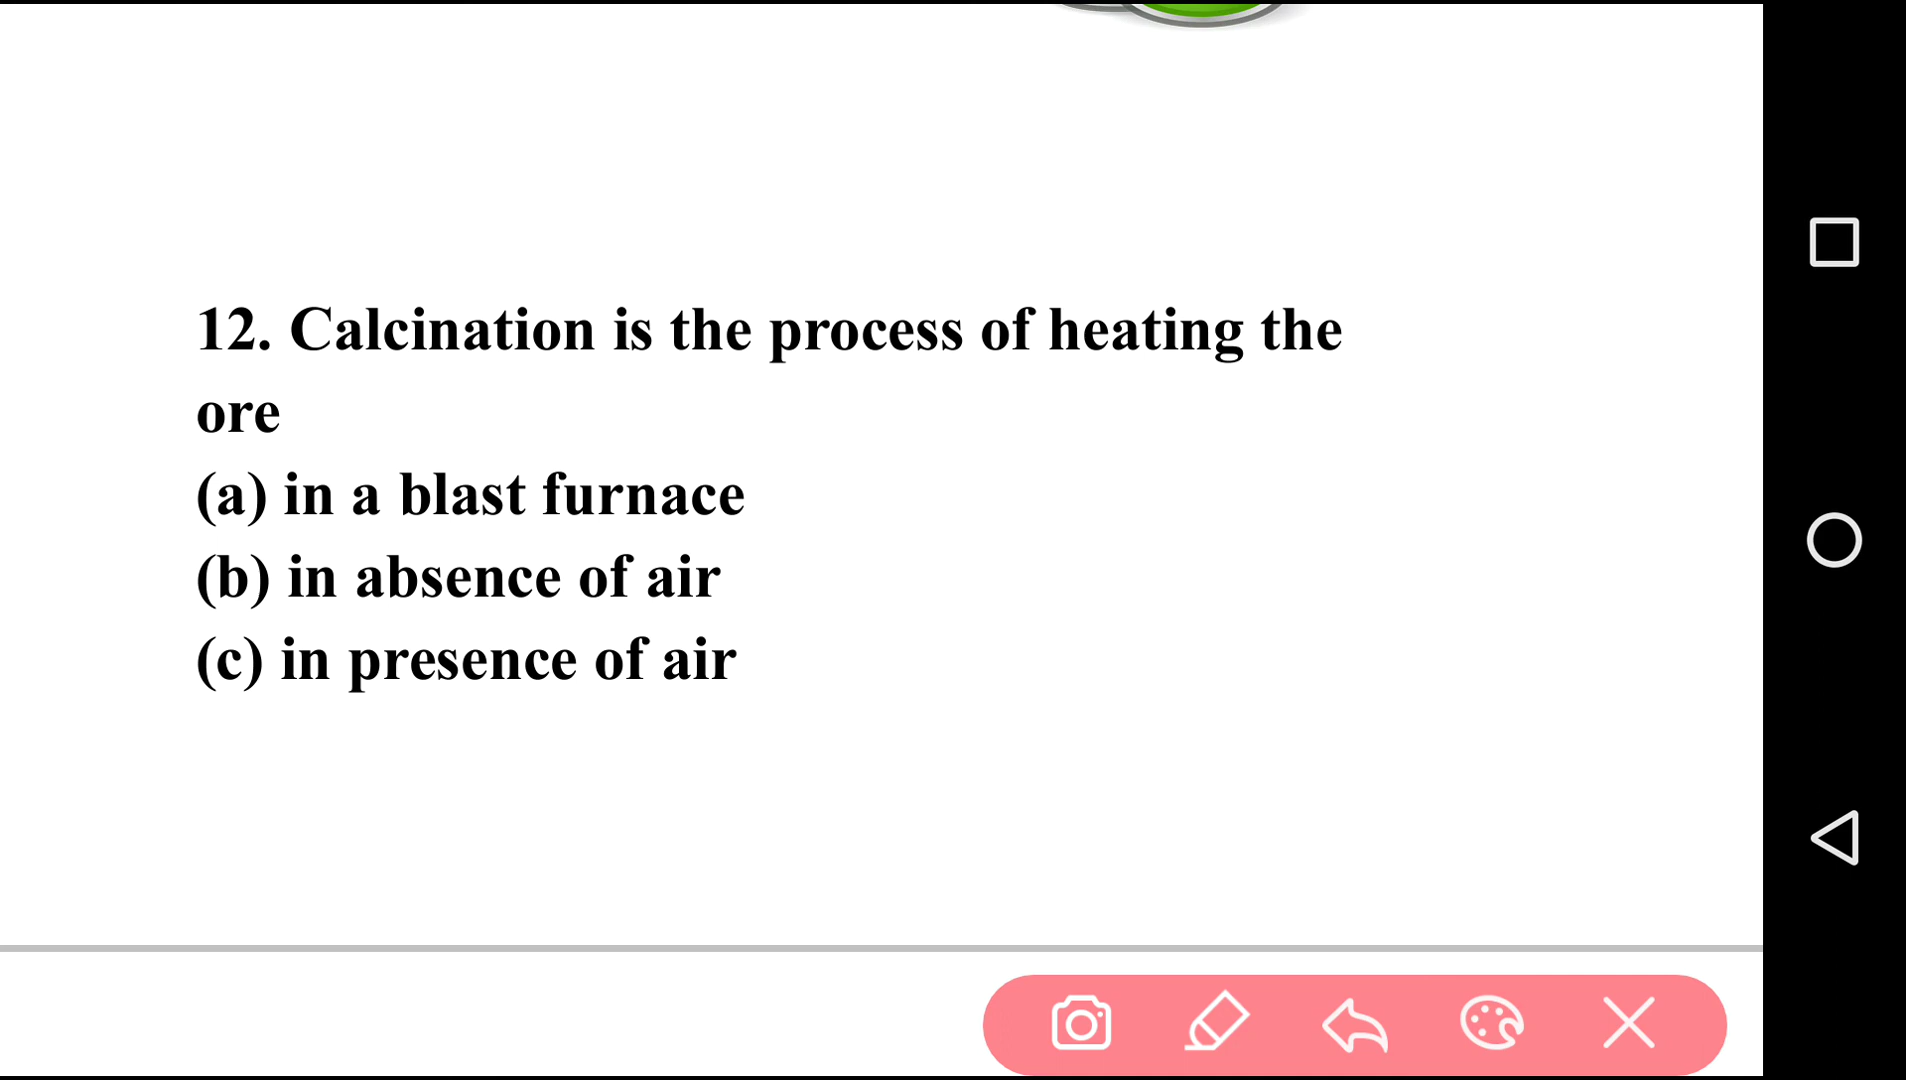 12. Calcination is the process of heating the
ore
(a) in a blast furnace
(b) in absence of air
(c) in presence of air